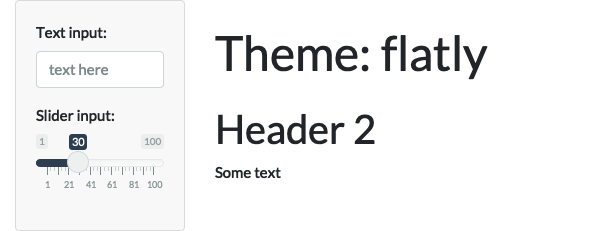 Text input:
text here
Slider input:
1 30 100
1 21 41 61 81 100
Theme: flatly
Header 2
Some text